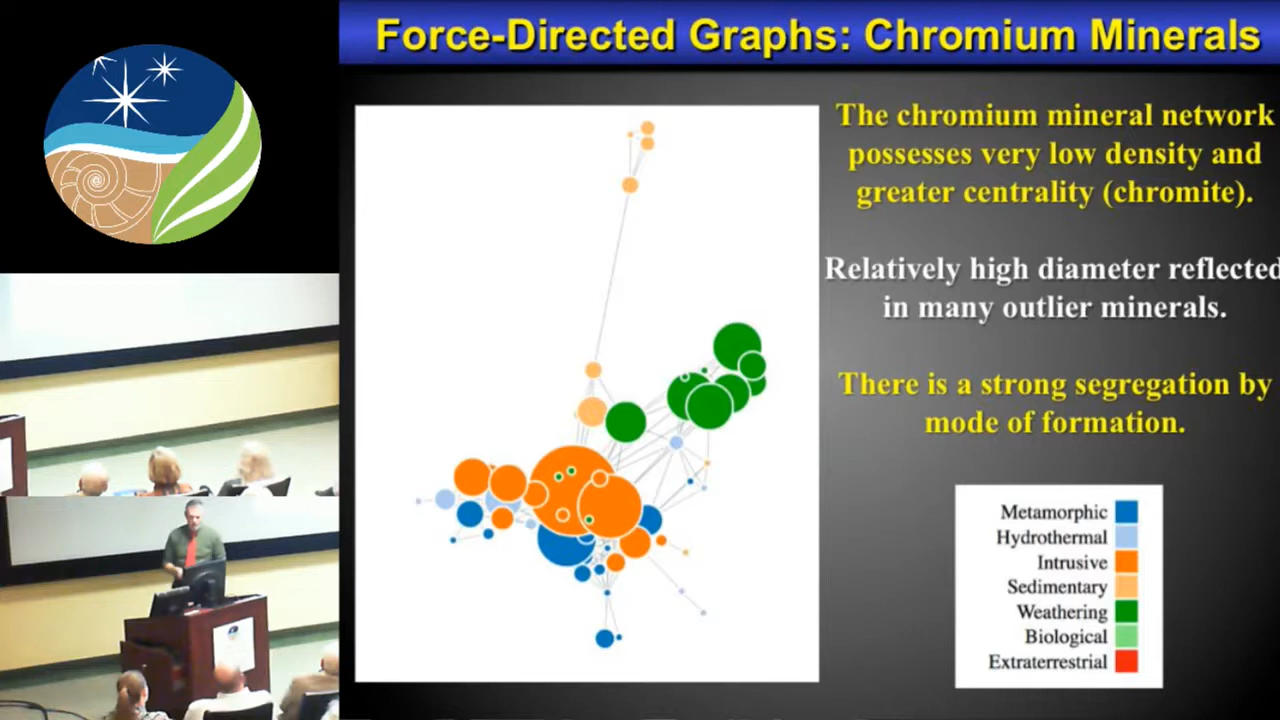 Force-Directed Graphs: Chromium Minerals
The chromium mineral network
possesses very low density and
greater centrality (chromite).
Relatively high diameter reflected
in many outlier minerals.
There is a strong segregation by
mode of formation.
Metamorphic
Hydrothermal
Intrusive
Sedimentary
Weathering
Biological
Extraterrestrial